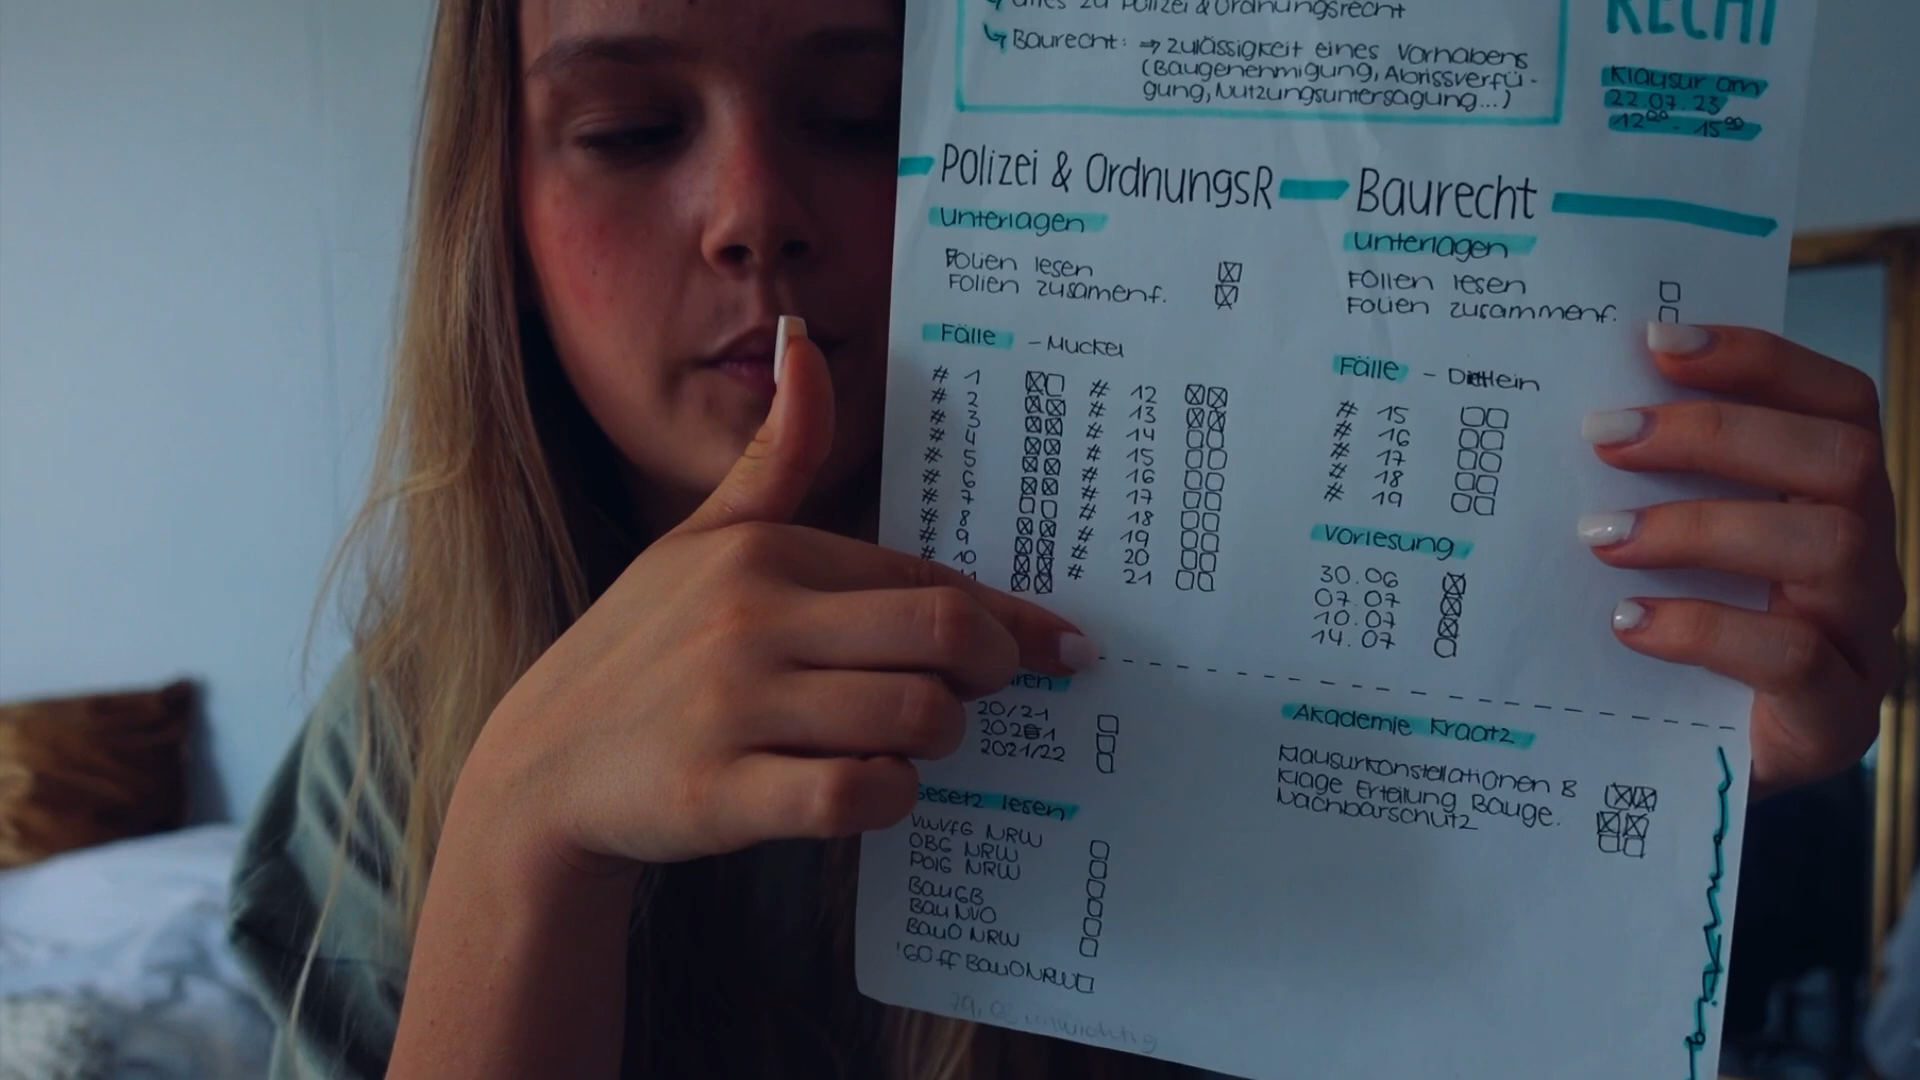 alles zu Polizei & Ordnungsrecht
Baurecht: ⇒ Zulässigkeit eines Vorhabens
(Baugenehmigung, Abrissverfü-
gung, Nutzungsuntersagung...)
RECHT
Klausur am
22.07.23
12⁰⁰ - 15⁰⁰
Polizei & OrdnungsR
Unterlagen
Folien lesen
Folien zusamenf.
Fälle - Muckel
# 1
# 2
# 3
# 4
# 5
# 6
# 7
# 8
# 9
# 10
11
# 12
# 13
# 14
# 15
# 16
# 17
# 18
# 19
# 20
# 21
Baurecht
Unterlagen
Folien lesen
Folien zusammenf.
Fälle - Dietlein
# 15
# 16
# 17
# 18
# 19
Vorlesung
30.06
07.07
10.07
14.07
ren
20/21
2021
2021/22
Gesetz lesen
VwVfG NRW
OBG NRW
PolG NRW
BauGB
BauNVO
BauO NRW
! 60 ff BauO NRW
Akademie Kraatz
Klausurkonstellationen B
Klage Erteilung Bauge.
Nachbarschutz